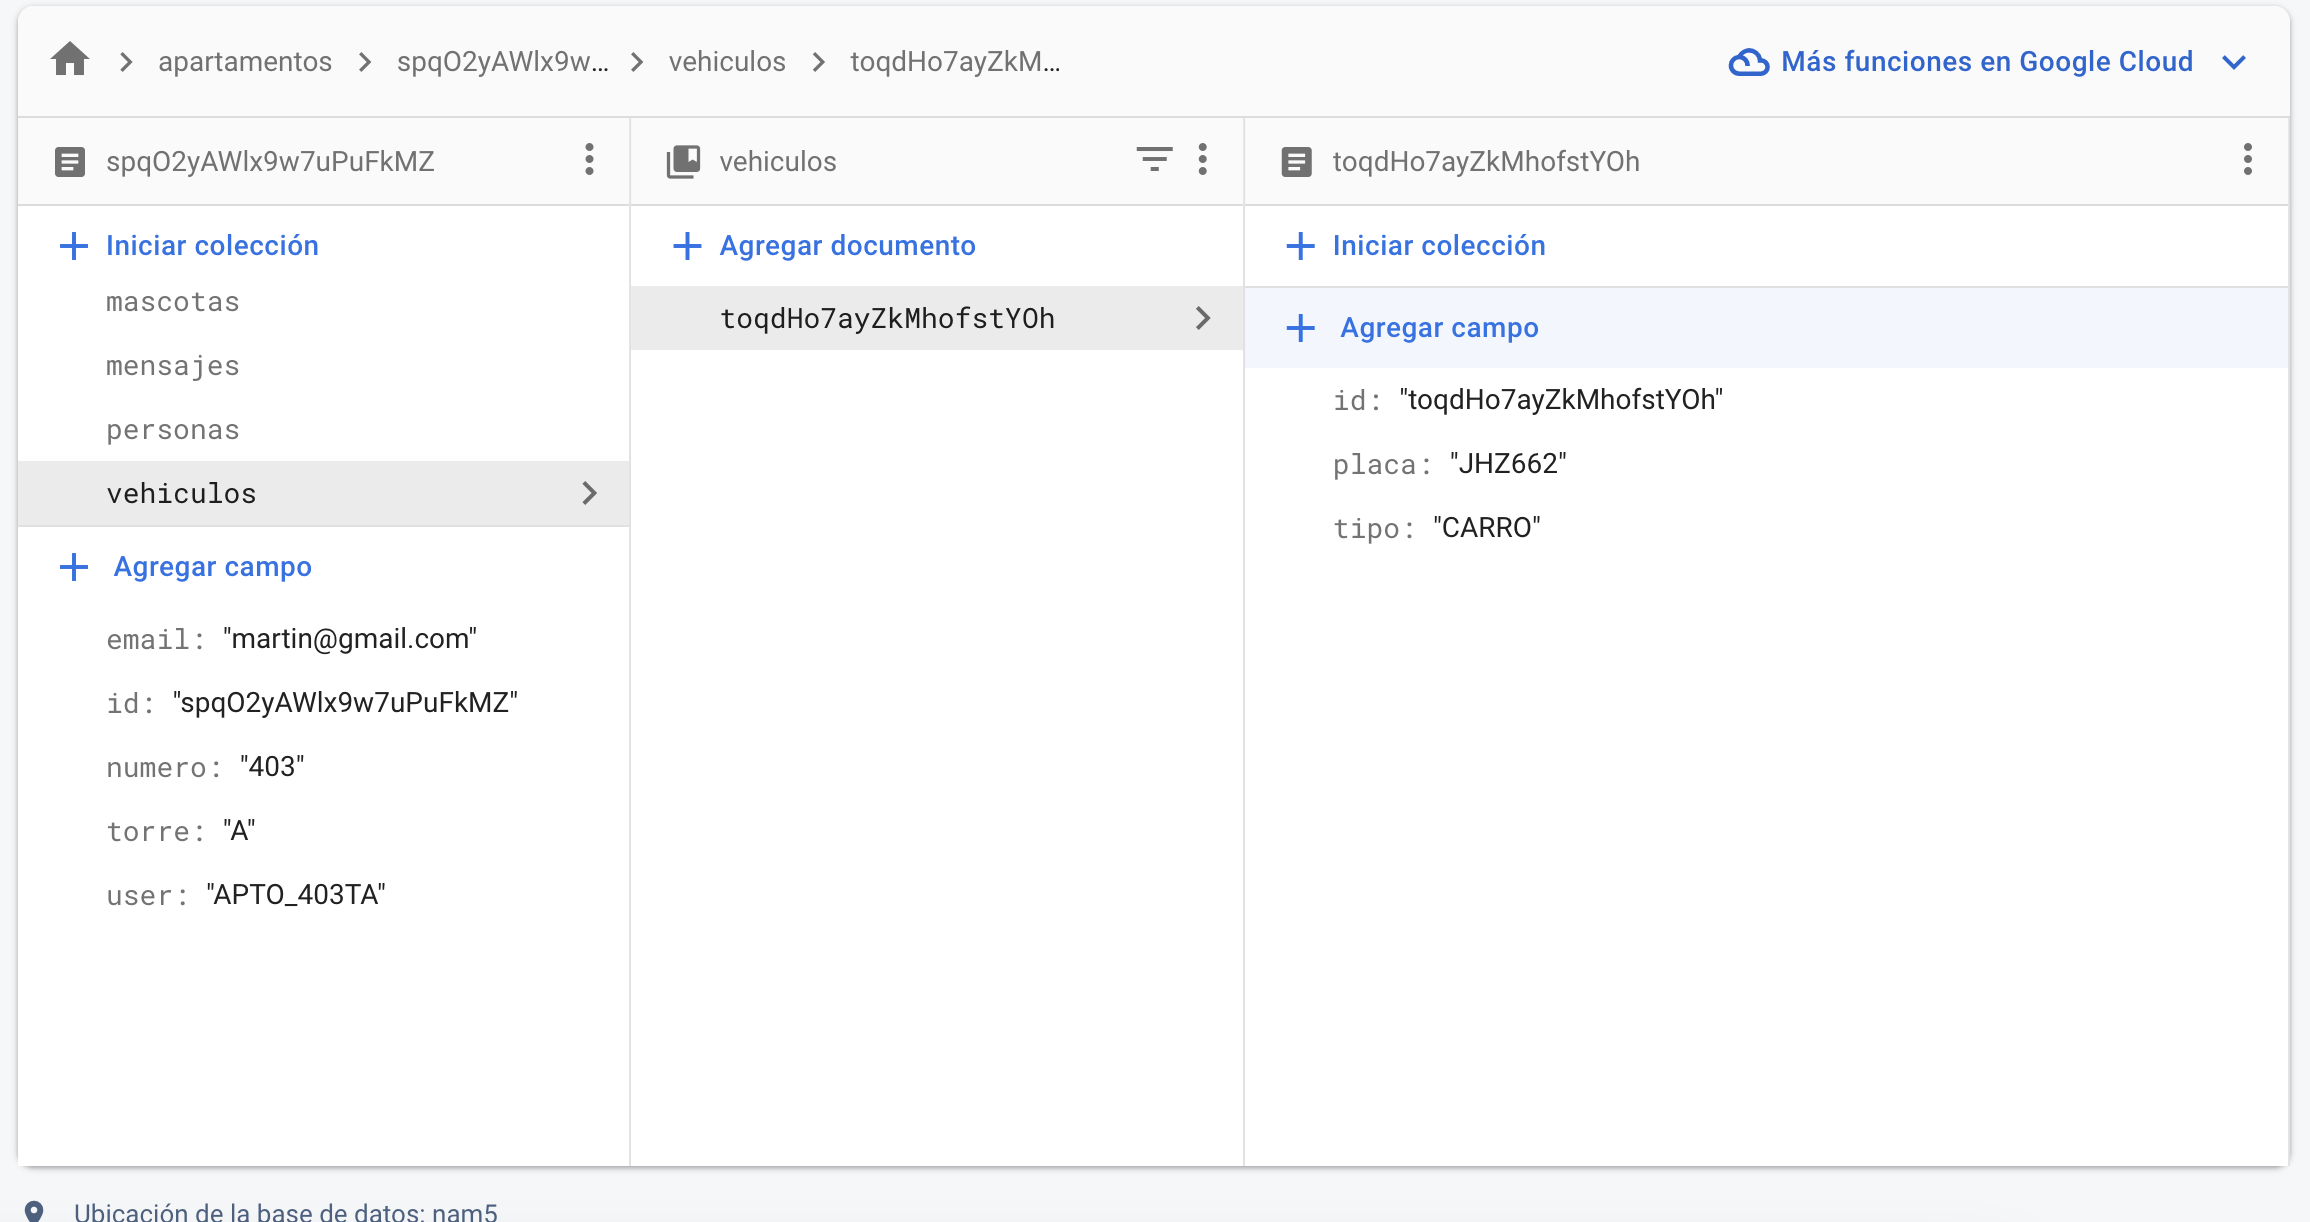 apartamentos spqO2yAWlx9w... vehiculos toqdHo7ayZkM... Más funciones en Google Cloud
spqO2yAWlx9w7uPuFkMZ
Iniciar colección
mascotas
mensajes
personas
vehiculos
Agregar campo
email: "martin@gmail.com"
id: "spqO2yAWlx9w7uPuFkMZ"
numero: "403"
torre: "A"
user: "APTO_403TA"
vehiculos
Agregar documento
toqdHo7ayZkMhofstYOh
toqdHo7ayZkMhofstYOh
Iniciar colección
Agregar campo
id: "toqdHo7ayZkMhofstYOh"
placa: "JHZ662"
tipo: "CARRO"
Ubicación de la base de datos: nam5